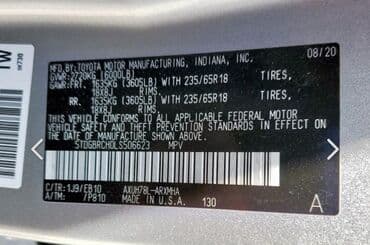 MFD. BY: TOYOTA MOTOR MANUFACTURING, INDIANA, INC.
08/20
GVWR: 2720KG (6000LB)
GAWR: FRT. 1635KG (3605LB) WITH 235/65R18 TIRES,
18X8J RIMS,
RR. 1635KG (3605LB) WITH 235/65R18 TIRES,
18X8J RIMS,
THIS VEHICLE CONFORMS TO ALL APPLICABLE FEDERAL MOTOR
VEHICLE SAFETY AND THEFT PREVENTION STANDARDS IN
EFFECT ON THE DATE OF MANUFACTURE SHOWN ABOVE.
5TDGBRCH0LS506623 MPV
C/TR: 1J9/EB10 AXUH78L-ARXMHA
A/TM: /P810 MADE IN U.S.A. 130
A